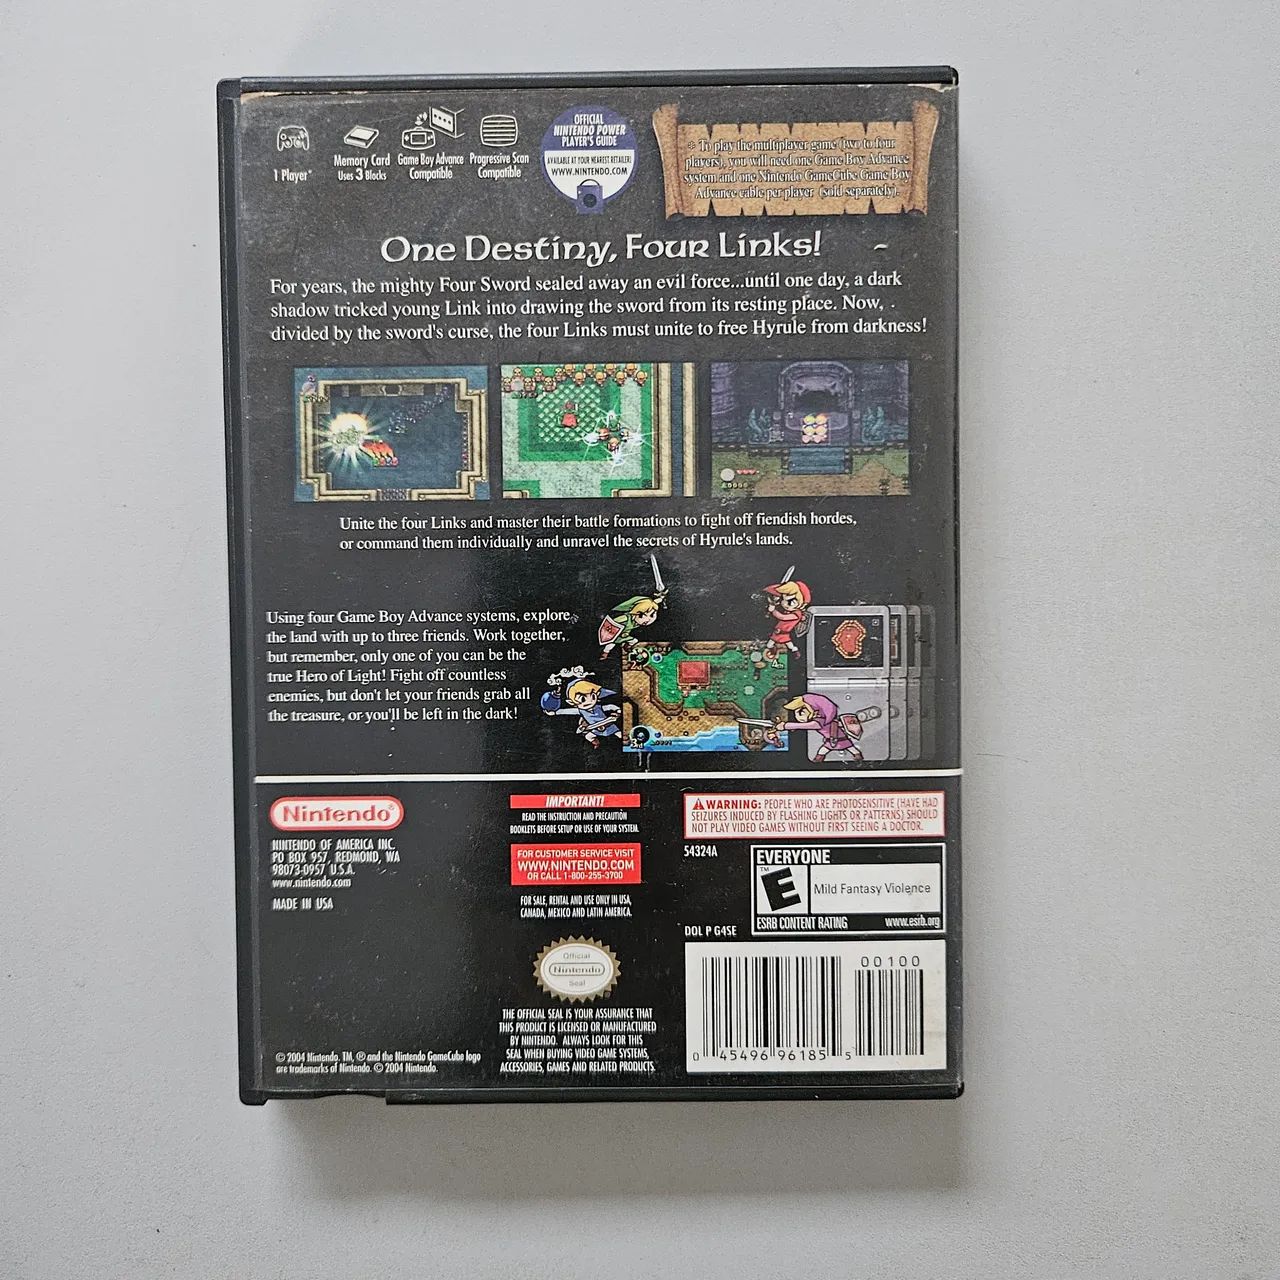 1 Player*
Memory Card
Uses 3 Blocks
Game Boy Advance
Compatible
Progressive Scan
Compatible
OFFICIAL
NINTENDO POWER
PLAYER'S GUIDE
AVAILABLE AT YOUR NEAREST RETAILER!
WWW.NINTENDO.COM
* To play the multiplayer game (two to four
players), you will need one Game Boy Advance
system and one Nintendo GameCube Game Boy
Advance cable per player (sold separately).
One Destiny, Four Links!
For years, the mighty Four Sword sealed away an evil force...until one day, a dark
shadow tricked young Link into drawing the sword from its resting place. Now,
divided by the sword's curse, the four Links must unite to free Hyrule from darkness!
Unite the four Links and master their battle formations to fight off fiendish hordes,
or command them individually and unravel the secrets of Hyrule's lands.
Using four Game Boy Advance systems, explore
the land with up to three friends. Work together,
but remember, only one of you can be the
true Hero of Light! Fight off countless
enemies, but don't let your friends grab all
the treasure, or you'll be left in the dark!
2nd
4th
3rd
Nintendo®
NINTENDO OF AMERICA INC.
PO BOX 957, REDMOND, WA
98073-0957 U.S.A.
www.nintendo.com
MADE IN USA
© 2004 Nintendo. TM, ® and the Nintendo GameCube logo
are trademarks of Nintendo. © 2004 Nintendo.
IMPORTANT!
READ THE INSTRUCTION AND PRECAUTION
BOOKLETS BEFORE SETUP OR USE OF YOUR SYSTEM.
FOR CUSTOMER SERVICE VISIT
WWW.NINTENDO.COM
OR CALL 1-800-255-3700
FOR SALE, RENTAL AND USE ONLY IN USA,
CANADA, MEXICO AND LATIN AMERICA.
Official
Nintendo
Seal
THE OFFICIAL SEAL IS YOUR ASSURANCE THAT
THIS PRODUCT IS LICENSED OR MANUFACTURED
BY NINTENDO. ALWAYS LOOK FOR THIS
SEAL WHEN BUYING VIDEO GAME SYSTEMS,
ACCESSORIES, GAMES AND RELATED PRODUCTS.
WARNING: PEOPLE WHO ARE PHOTOSENSITIVE (HAVE HAD
SEIZURES INDUCED BY FLASHING LIGHTS OR PATTERNS) SHOULD
NOT PLAY VIDEO GAMES WITHOUT FIRST SEEING A DOCTOR.
54324A
EVERYONE
E
TM
Mild Fantasy Violence
ESRB CONTENT RATING
www.esrb.org
DOL P G4SE
00100
0 45496 96185 5